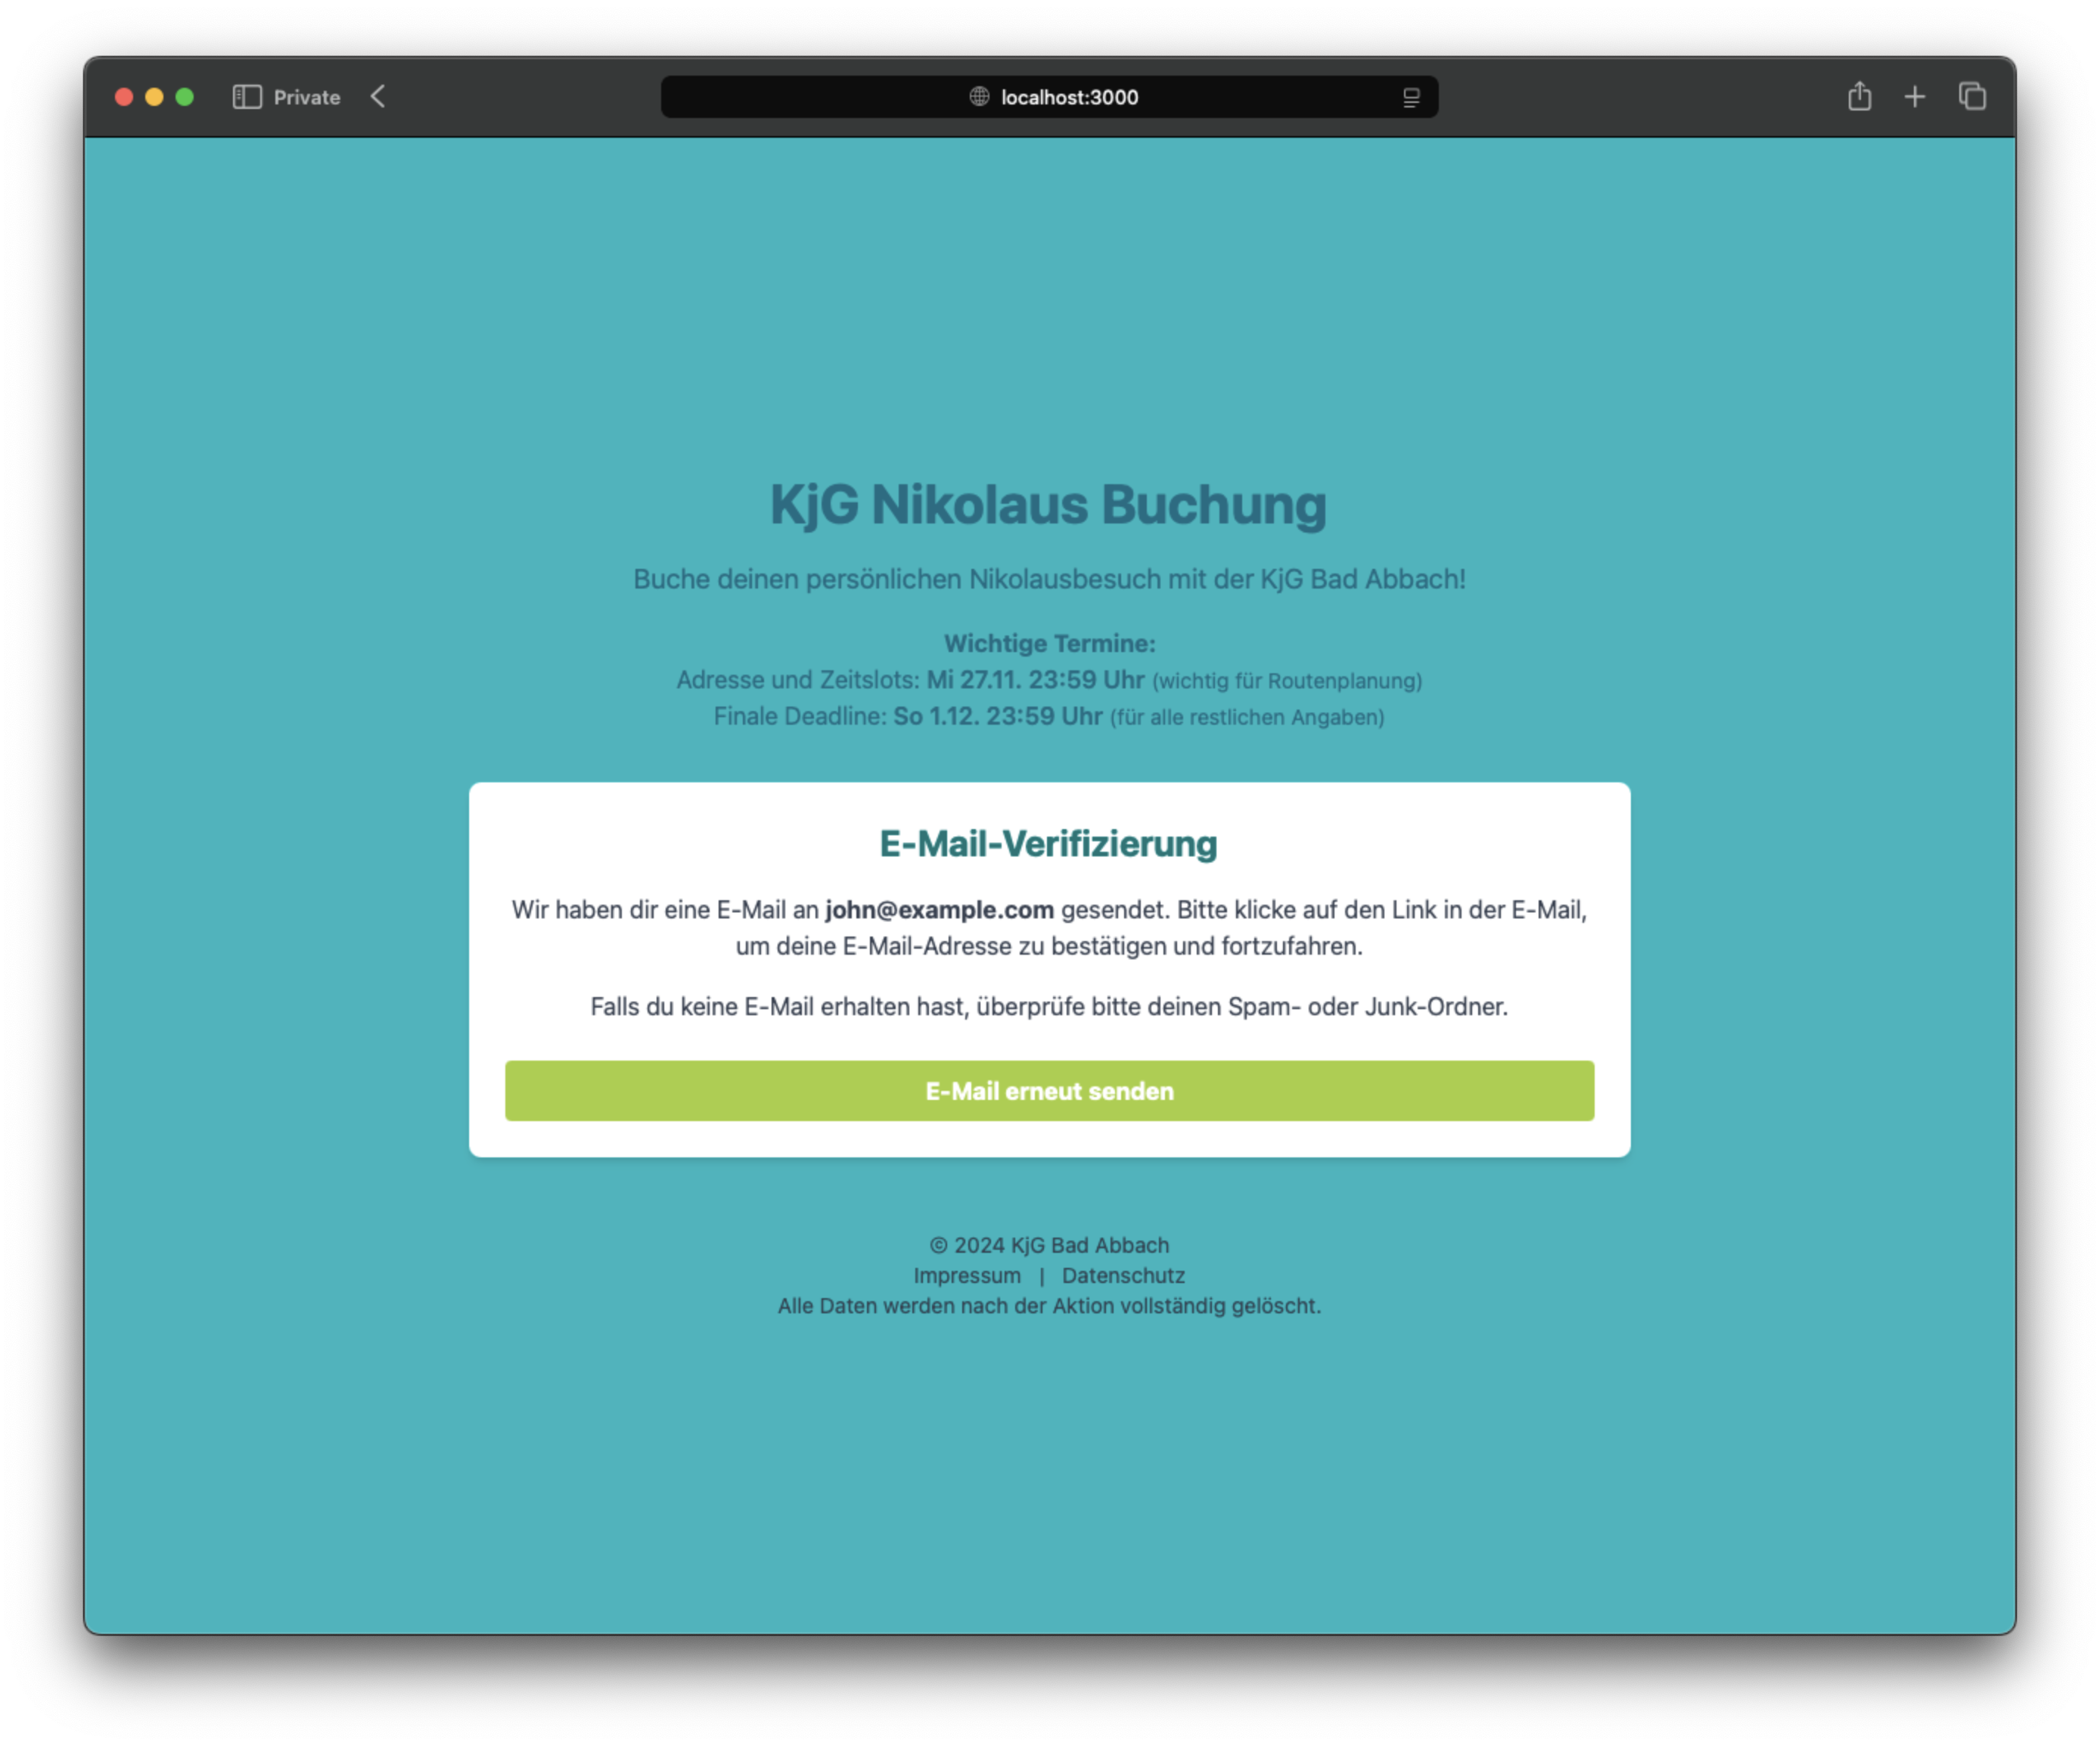 Private
localhost:3000
KjG Nikolaus Buchung
Buche deinen persönlichen Nikolausbesuch mit der KjG Bad Abbach!
Wichtige Termine:
Adresse und Zeitslots: Mi 27.11. 23:59 Uhr (wichtig für Routenplanung)
Finale Deadline: So 1.12. 23:59 Uhr (für alle restlichen Angaben)
E-Mail-Verifizierung
Wir haben dir eine E-Mail an john@example.com gesendet. Bitte klicke auf den Link in der E-Mail,
um deine E-Mail-Adresse zu bestätigen und fortzufahren.
Falls du keine E-Mail erhalten hast, überprüfe bitte deinen Spam- oder Junk-Ordner.
E-Mail erneut senden
© 2024 KjG Bad Abbach
Impressum | Datenschutz
Alle Daten werden nach der Aktion vollständig gelöscht.